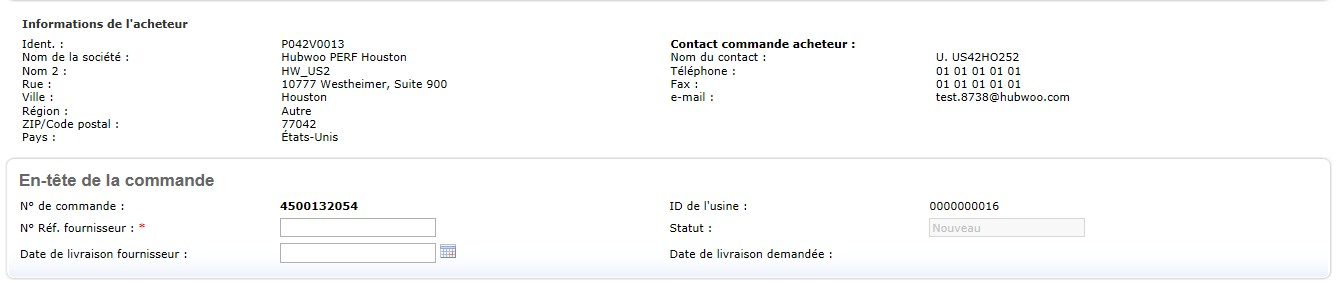 Informations de l'acheteur
Ident. : P042V0013 Contact commande acheteur :
Nom de la société : Hubwoo PERF Houston Nom du contact : U. US42HO252
Nom 2 : HW_US2 Téléphone : 01 01 01 01 01
Rue : 10777 Westheimer, Suite 900 Fax : 01 01 01 01 01
Ville : Houston e-mail : test.8738@hubwoo.com
Région : Autre
ZIP/Code postal : 77042
Pays : États-Unis
En-tête de la commande
N° de commande : 4500132054 ID de l'usine : 0000000016
N° Réf. fournisseur : * Statut : Nouveau
Date de livraison fournisseur : Date de livraison demandée :